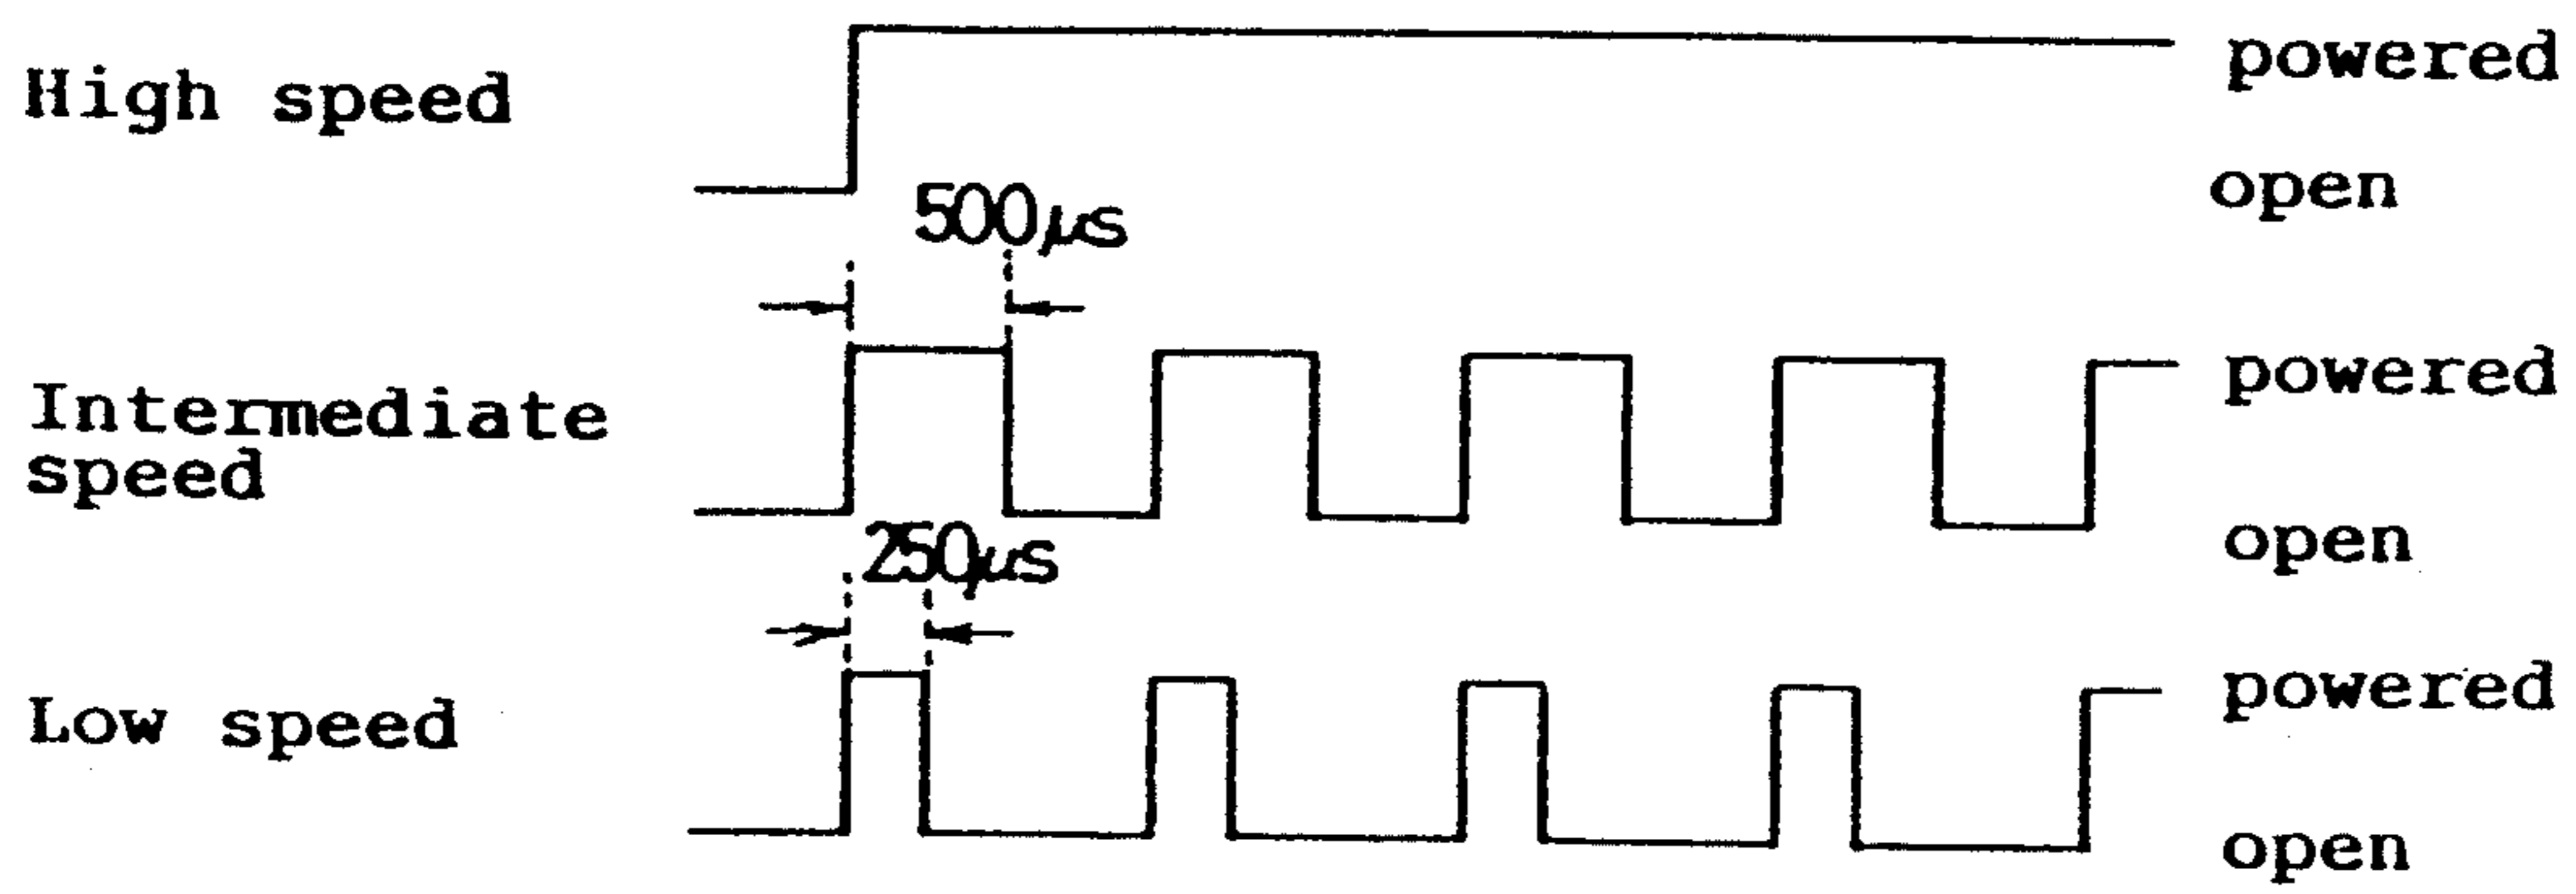 High speed
powered
open
500μs
Intermediate
speed
powered
open
250μs
Low speed
powered
open